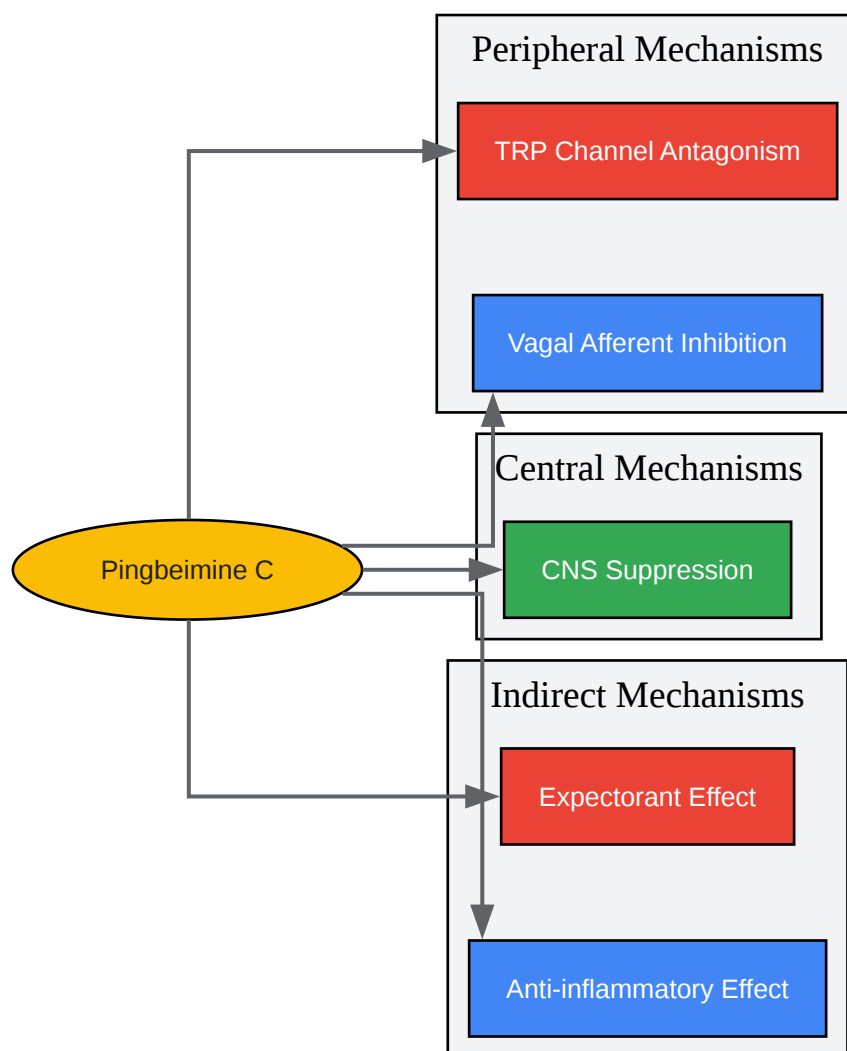 Peripheral Mechanisms
TRP Channel Antagonism
Vagal Afferent Inhibition
Central Mechanisms
Pingbeimine C
CNS Suppression
Indirect Mechanisms
Expectorant Effect
Anti-inflammatory Effect